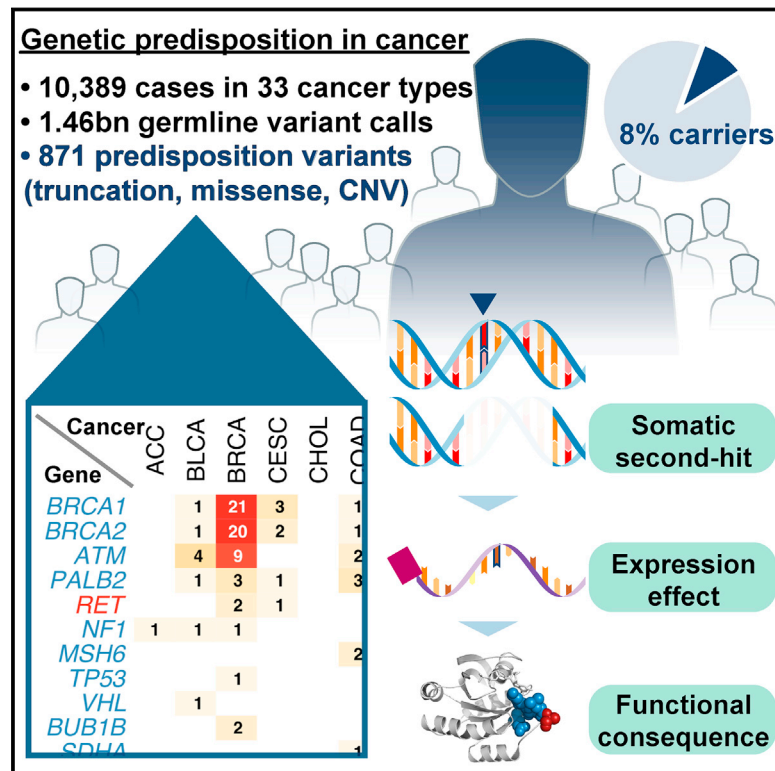 Genetic predisposition in cancer
• 10,389 cases in 33 cancer types
• 1.46bn germline variant calls
• 871 predisposition variants
(truncation, missense, CNV)
8% carriers
Cancer
Gene
ACC
BLCA
BRCA
CESC
CHOL
COAD
BRCA1 1 21 3 1
BRCA2 1 20 2 1
ATM 4 9 2
PALB2 1 3 1 3
RET 2 1
NF1 1 1 1
MSH6 2
TP53 1
VHL 1
BUB1B 2
SDHA 1
Somatic
second-hit
Expression
effect
Functional
consequence